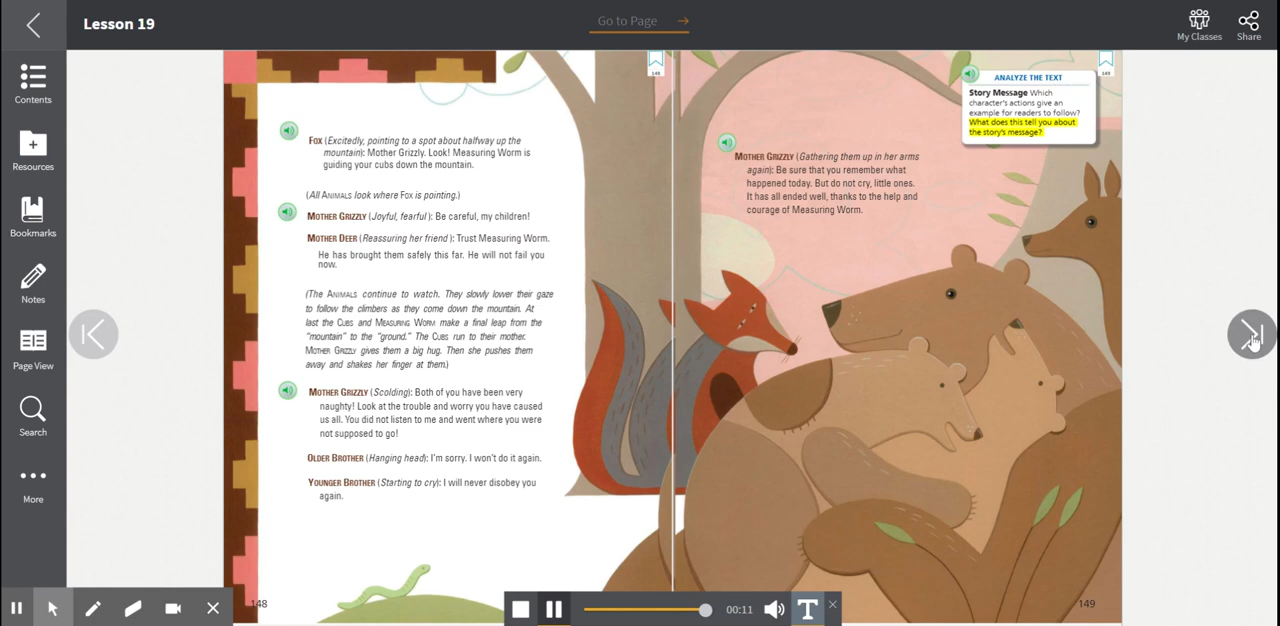 Lesson 19
Go to Page
My Classes
Share
Contents
Resources
Bookmarks
Notes
Page View
Search
More
148
FOX (Excitedly, pointing to a spot about halfway up the
mountain): Mother Grizzly. Look! Measuring Worm is
guiding your cubs down the mountain.
(All ANIMALS look where FOX is pointing.)
MOTHER GRIZZLY (Joyful, fearful): Be careful, my children!
MOTHER DEER (Reassuring her friend): Trust Measuring Worm.
He has brought them safely this far. He will not fail you
now.
(The ANIMALS continue to watch. They slowly lower their gaze
to follow the climbers as they come down the mountain. At
last the CUBS and MEASURING WORM make a final leap from the
"mountain" to the "ground." The CUBS run to their mother.
MOTHER GRIZZLY gives them a big hug. Then she pushes them
away and shakes her finger at them.)
MOTHER GRIZZLY (Scolding): Both of you have been very
naughty! Look at the trouble and worry you have caused
us all. You did not listen to me and went where you were
not supposed to go!
OLDER BROTHER (Hanging head): I'm sorry. I won't do it again.
YOUNGER BROTHER (Starting to cry): I will never disobey you
again.
148
149
ANALYZE THE TEXT
Story Message Which
character's actions give an
example for readers to follow?
What does this tell you about
the story's message?
MOTHER GRIZZLY (Gathering them up in her arms
again): Be sure that you remember what
happened today. But do not cry, little ones.
It has all ended well, thanks to the help and
courage of Measuring Worm.
149
00:11
T